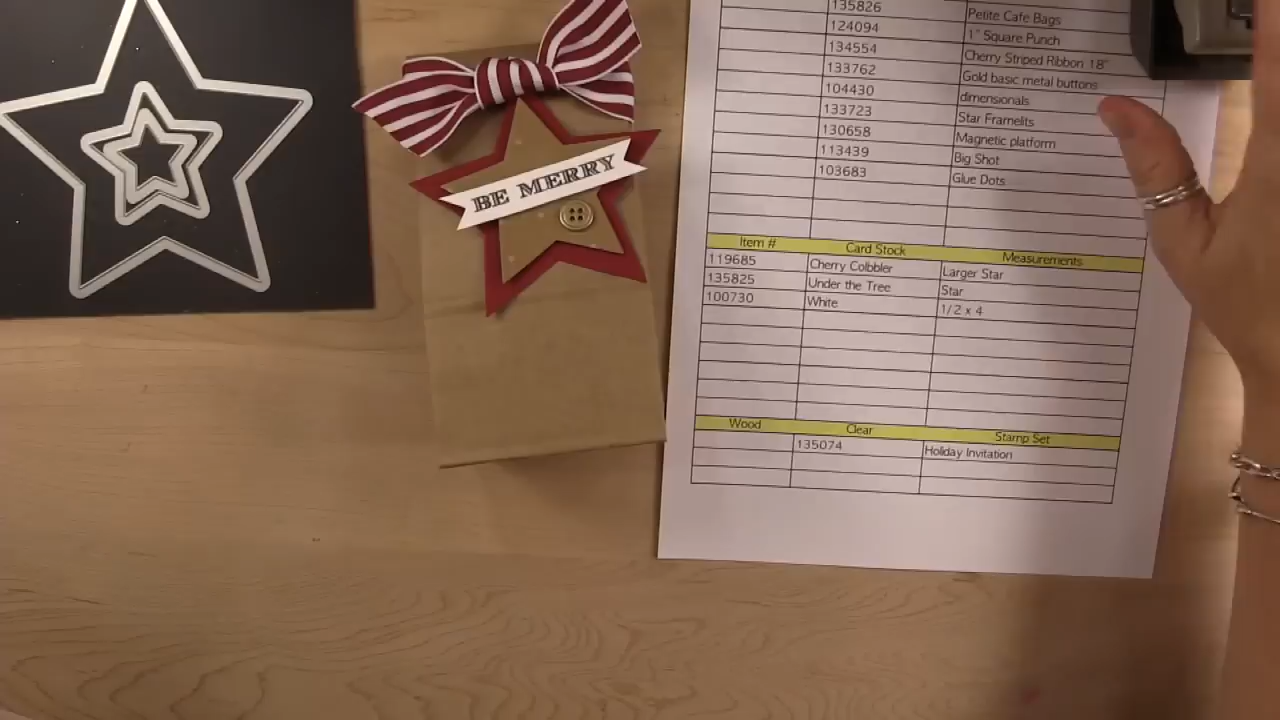 BE MERRY
135826 Petite Cafe Bags
124094 1" Square Punch
134554 Cherry Striped Ribbon 18"
133762 Gold basic metal buttons
104430 dimensionals
133723 Star Framelits
130658 Magnetic platform
113439 Big Shot
103683 Glue Dots
Item # Card Stock Measurements
119685 Cherry Colbbler Larger Star
135825 Under the Tree Star
100730 White 1/2 x 4
Wood Clear Stamp Set
135074 Holiday Invitation